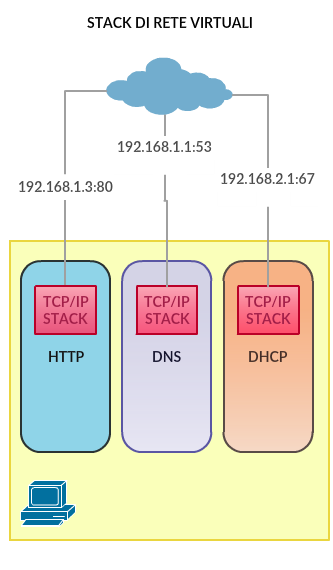 STACK DI RETE VIRTUALI
192.168.1.1:53
192.168.1.3:80
192.168.2.1:67
TCP/IP
STACK
HTTP
TCP/IP
STACK
DNS
TCP/IP
STACK
DHCP